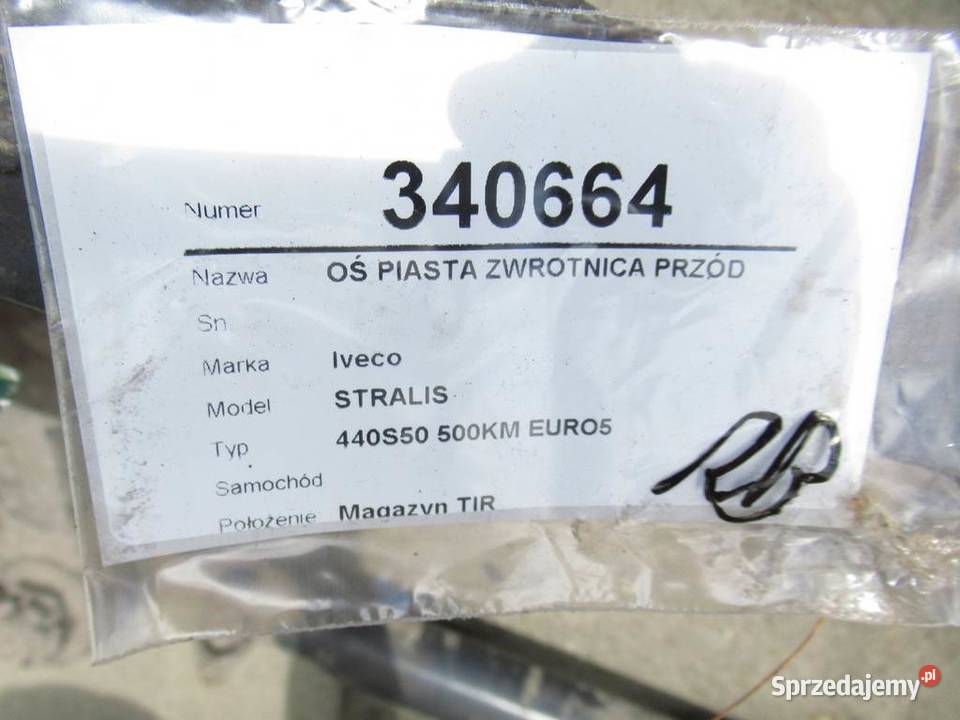 Numer 340664
Nazwa OŚ PIASTA ZWROTNICA PRZÓD
Sn
Marka Iveco
Model STRALIS
Typ 440S50 500KM EURO5
Samochód
Położenie Magazyn TIR
Sprzedajemy.pl